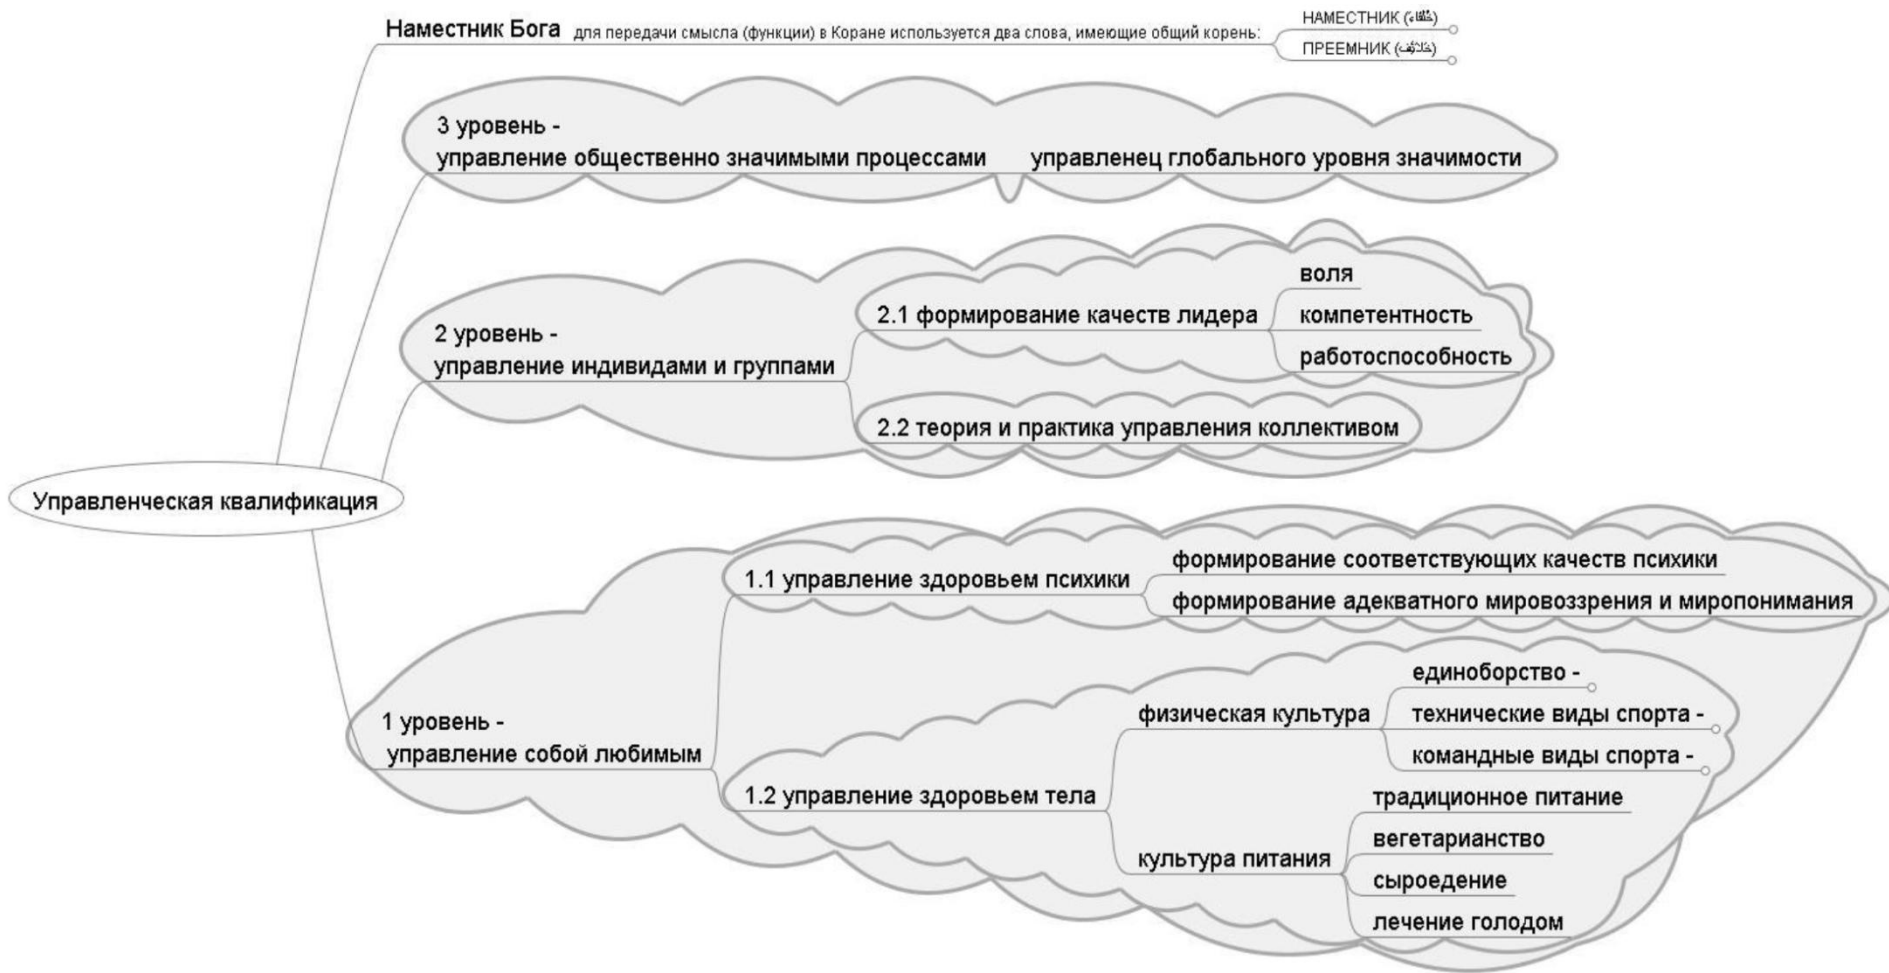 Наместник Бога для передачи смысла (функции) в Коране используется два слова, имеющие общий корень:
НАМЕСТНИК (خُلَفَاء)
ПРЕЕМНИК (خَلَائِف)
3 уровень -
управление общественно значимыми процессами управленец глобального уровня значимости
2 уровень -
управление индивидами и группами
2.1 формирование качеств лидера
воля
компетентность
работоспособность
2.2 теория и практика управления коллективом
Управленческая квалификация
1 уровень -
управление собой любимым
1.1 управление здоровьем психики
формирование соответствующих качеств психики
формирование адекватного мировоззрения и миропонимания
1.2 управление здоровьем тела
физическая культура
единоборство -
технические виды спорта -
командные виды спорта -
культура питания
традиционное питание
вегетарианство
сыроедение
лечение голодом